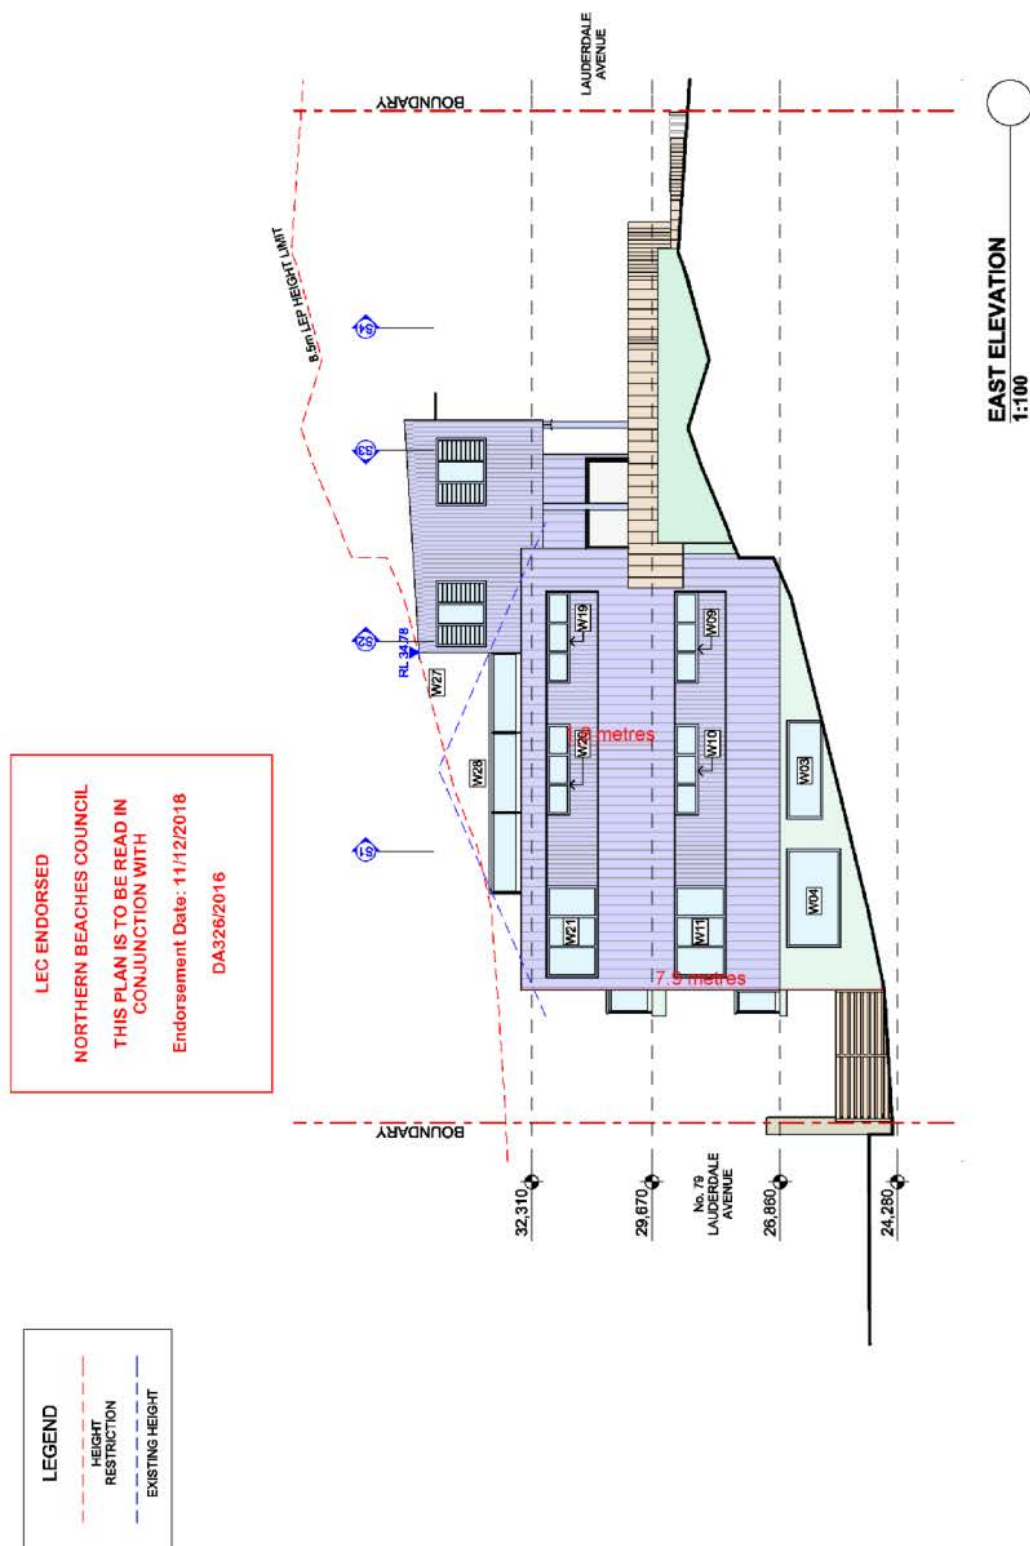 LEC ENDORSED
NORTHERN BEACHES COUNCIL
THIS PLAN IS TO BE READ IN
CONJUNCTION WITH
Endorsement Date: 11/12/2018
DA326/2016
LEGEND
HEIGHT
RESTRICTION
EXISTING HEIGHT
BOUNDARY
BOUNDARY
LAUDERDALE
AVENUE
8.5m LEP HEIGHT LIMIT
S1
S2
S3
S4
RL 34.78
W27
W28
W19
W20
W21
W09
W10
W11
W03
W04
metres
7.9 metres
32,310
29,670
No. 79
LAUDERDALE
AVENUE
26,860
24,280
EAST ELEVATION
1:100